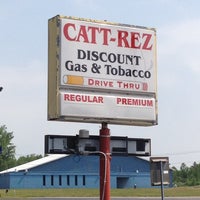 CATT-REZ
DISCOUNT
Gas & Tobacco
DRIVE THRU
REGULAR PREMIUM